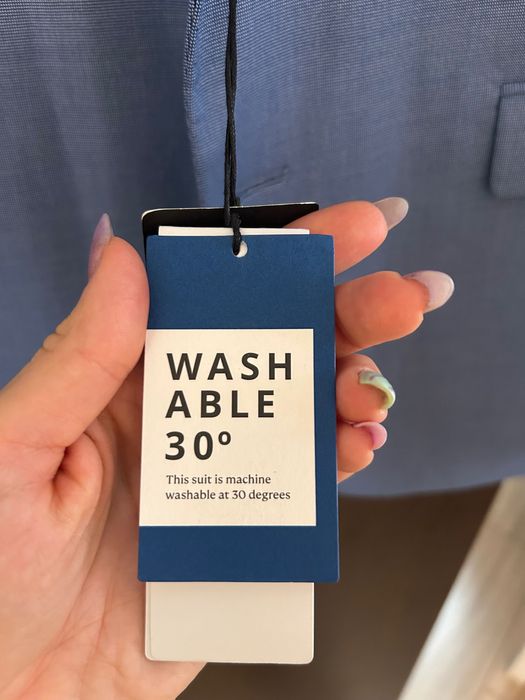 WASH
ABLE
30º
This suit is machine
washable at 30 degrees